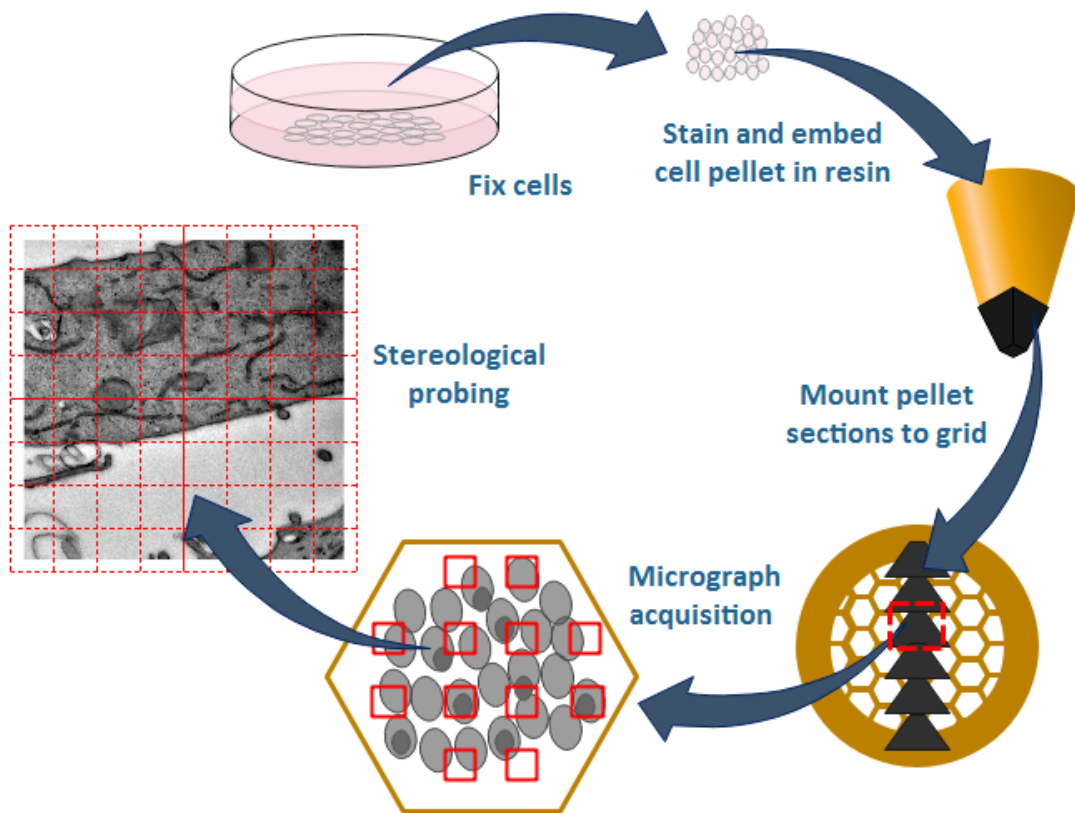 Fix cells
Stain and embed
cell pellet in resin
Mount pellet
sections to grid
Micrograph
acquisition
Stereological
probing